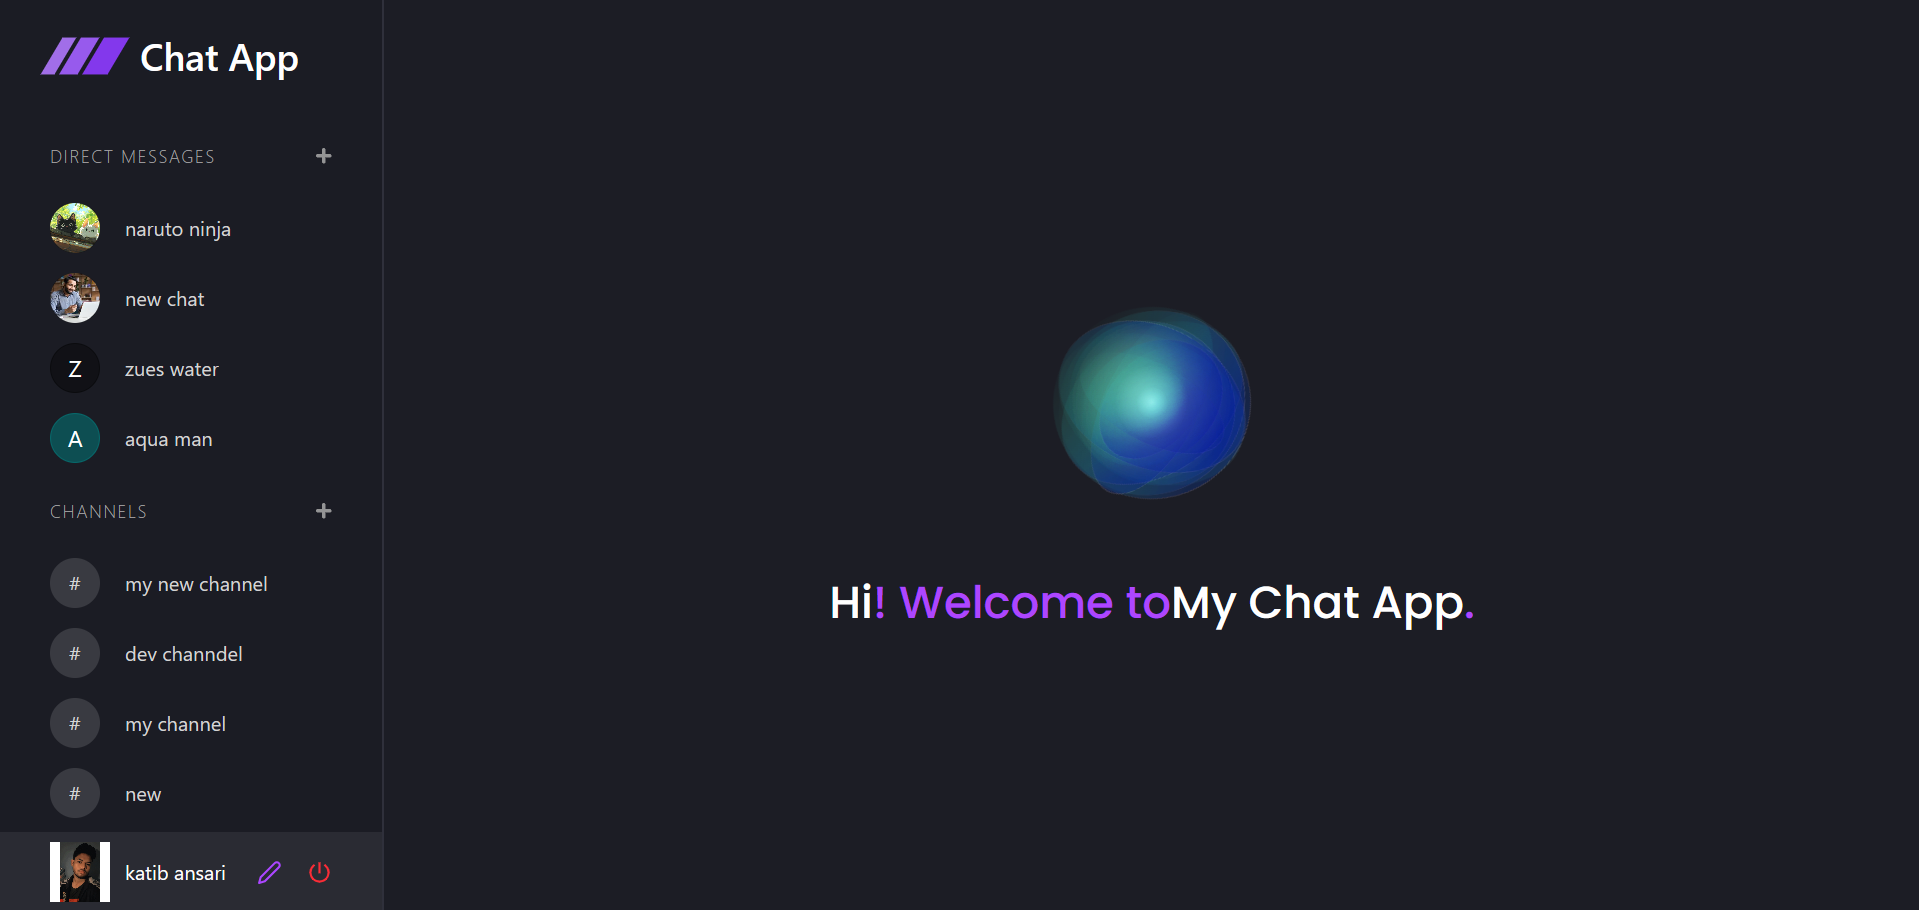 Chat App
DIRECT MESSAGES
naruto ninja
new chat
Z
zues water
A
aqua man
CHANNELS
#
my new channel
#
dev channdel
#
my channel
#
new
katib ansari
Hi! Welcome toMy Chat App.